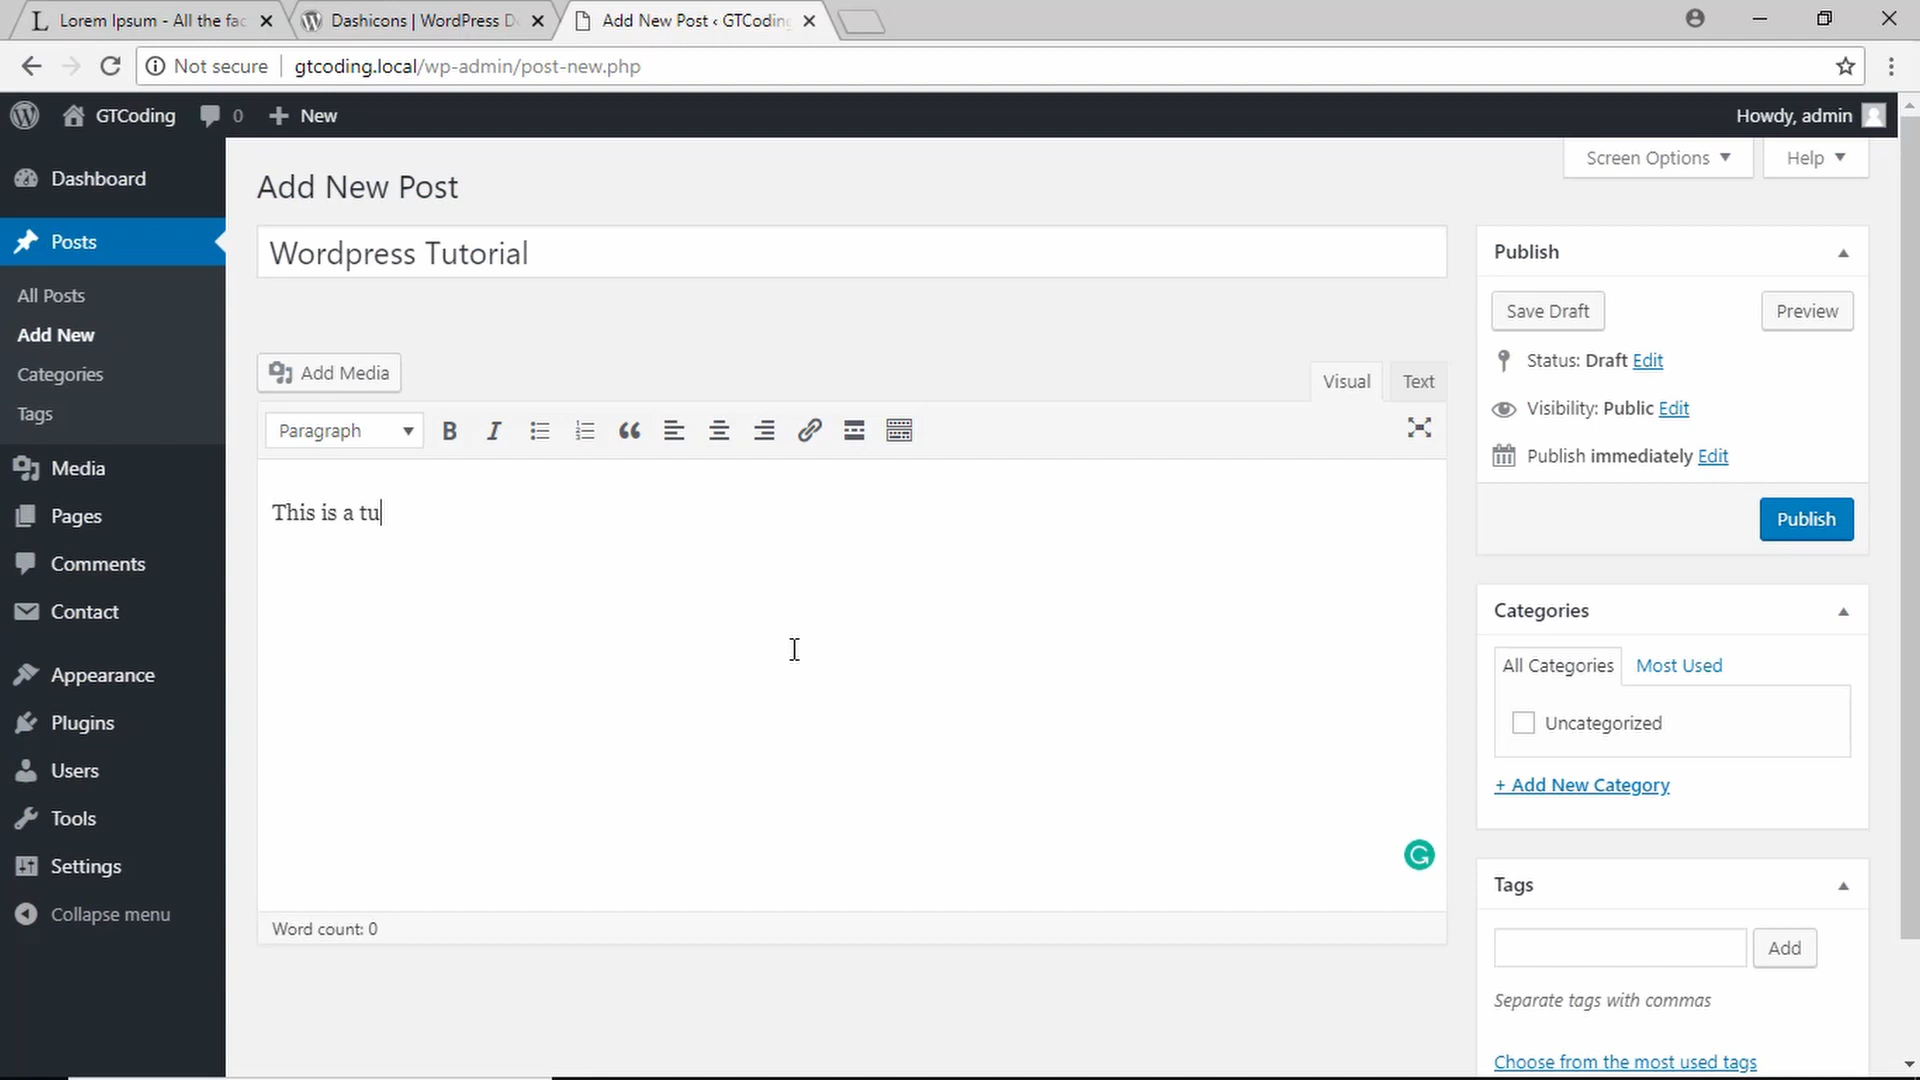 Lorem Ipsum - All the fac
Dashicons | WordPress D
Add New Post ‹ GTCoding
Not secure
gtcoding.local/wp-admin/post-new.php
GTCoding
0
New
Howdy, admin
Screen Options
Help
Dashboard
Posts
All Posts
Add New
Categories
Tags
Media
Pages
Comments
Contact
Appearance
Plugins
Users
Tools
Settings
Collapse menu
Add New Post
Wordpress Tutorial
Add Media
Visual
Text
Paragraph
B
I
This is a tu
Word count: 0
Publish
Save Draft
Preview
Status: Draft Edit
Visibility: Public Edit
Publish immediately Edit
Publish
Categories
All Categories
Most Used
Uncategorized
+ Add New Category
Tags
Add
Separate tags with commas
Choose from the most used tags